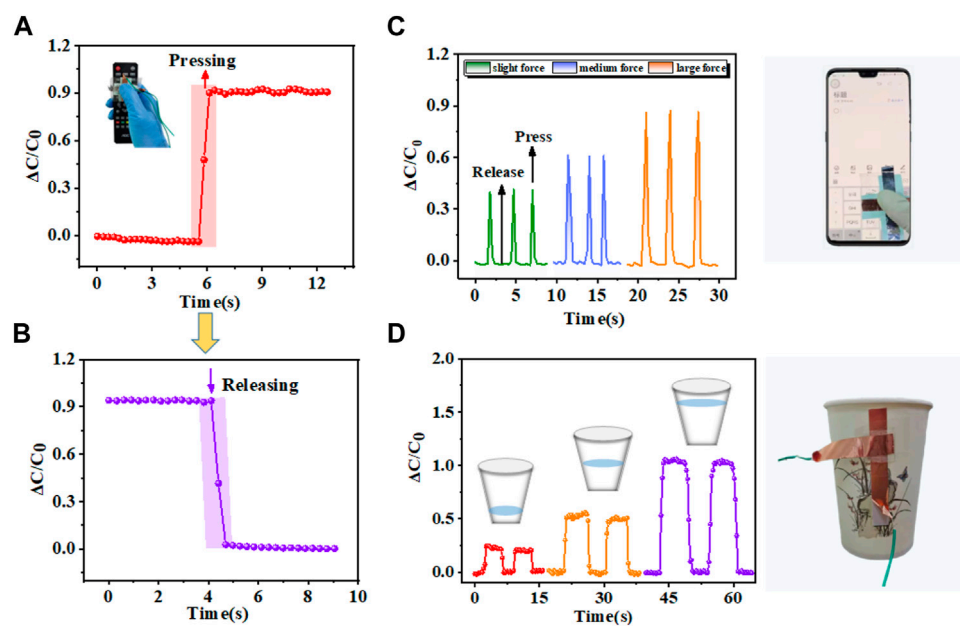 A
1.2
0.9
0.6
0.3
0.0
ΔC/C₀
Pressing
0 3 6 9 12
Time(s)
B
1.2
0.9
0.6
0.3
0.0
ΔC/C₀
Releasing
0 2 4 6 8 10
Time(s)
C
1.2
0.9
0.6
0.3
0.0
ΔC/C₀
slight force medium force large force
Press
Release
0 5 10 15 20 25 30
Time(s)
D
2.0
1.5
1.0
0.5
0.0
ΔC/C₀
0 15 30 45 60
Time(s)